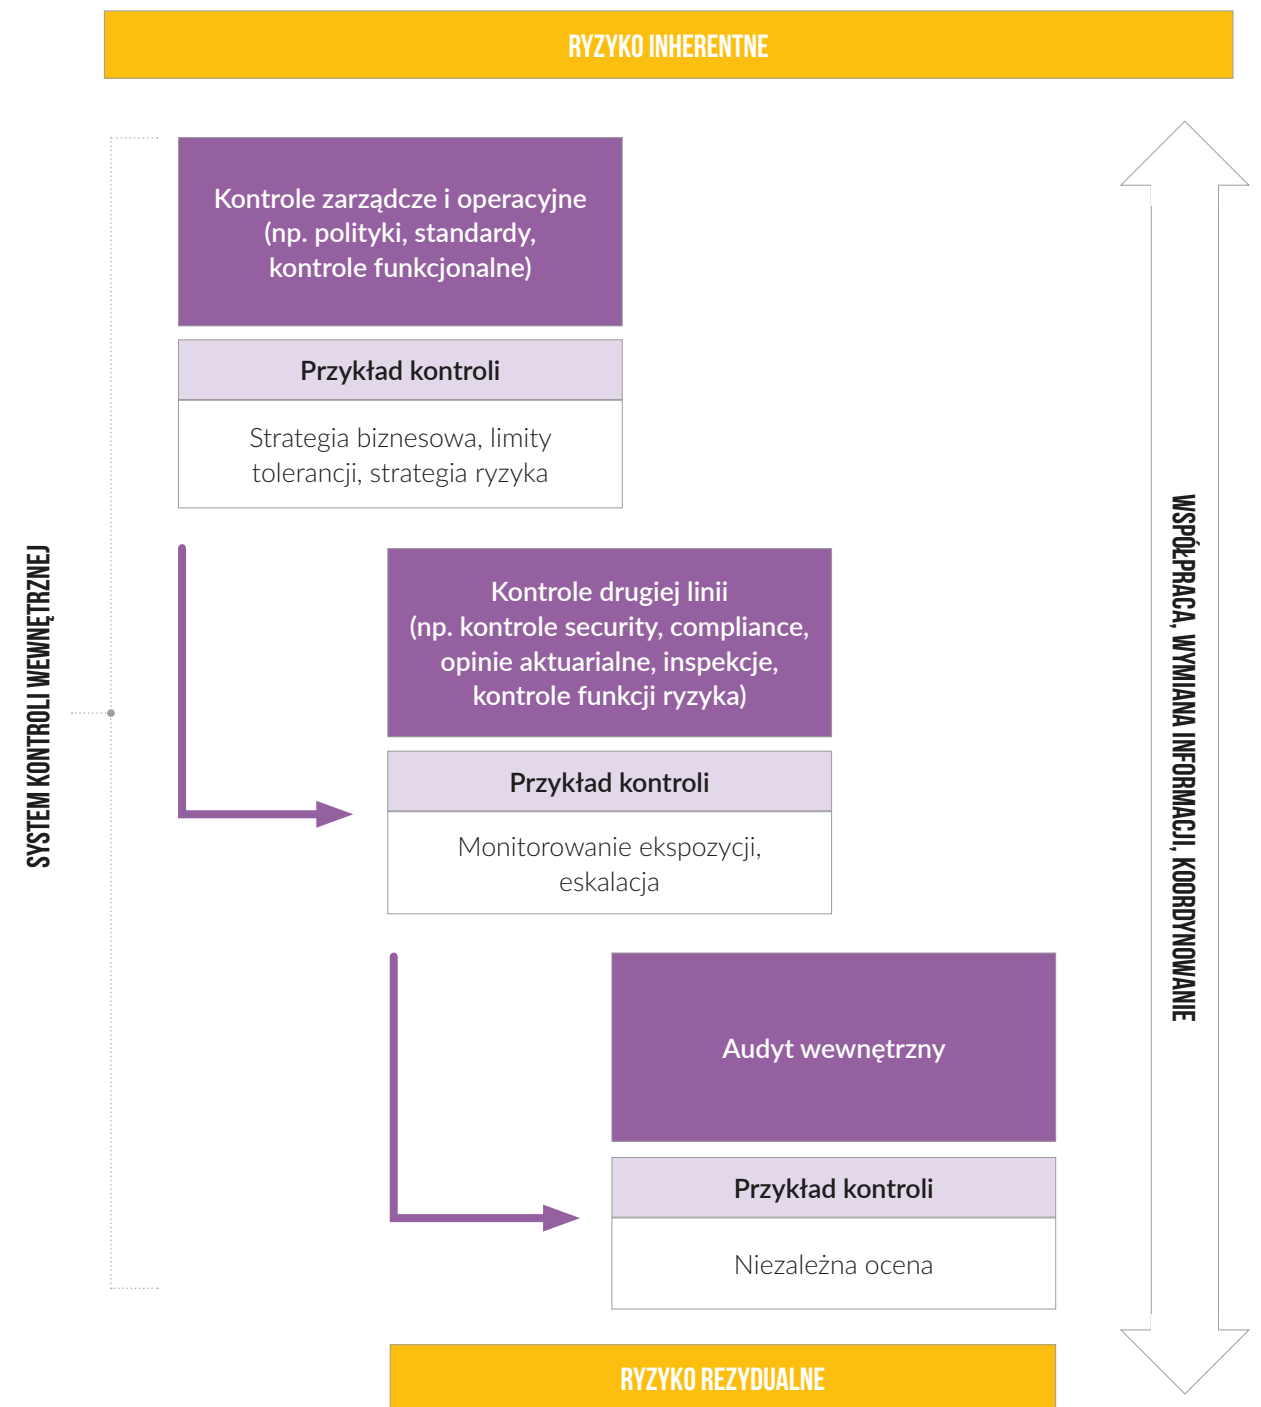 RYZYKO INHERENTNE
Kontrole zarządcze i operacyjne
(np. polityki, standardy,
kontrole funkcjonalne)
Przykład kontroli
Strategia biznesowa, limity
tolerancji, strategia ryzyka
SYSTEM KONTROLI WEWNĘTRZNEJ
Kontrole drugiej linii
(np. kontrole security, compliance,
opinie aktuarialne, inspekcje,
kontrole funkcji ryzyka)
Przykład kontroli
Monitorowanie ekspozycji,
eskalacja
WSPÓŁPRACA, WYMIANA INFORMACJI, KOORDYNOWANIE
Audyt wewnętrzny
Przykład kontroli
Niezależna ocena
RYZYKO REZYDUALNE